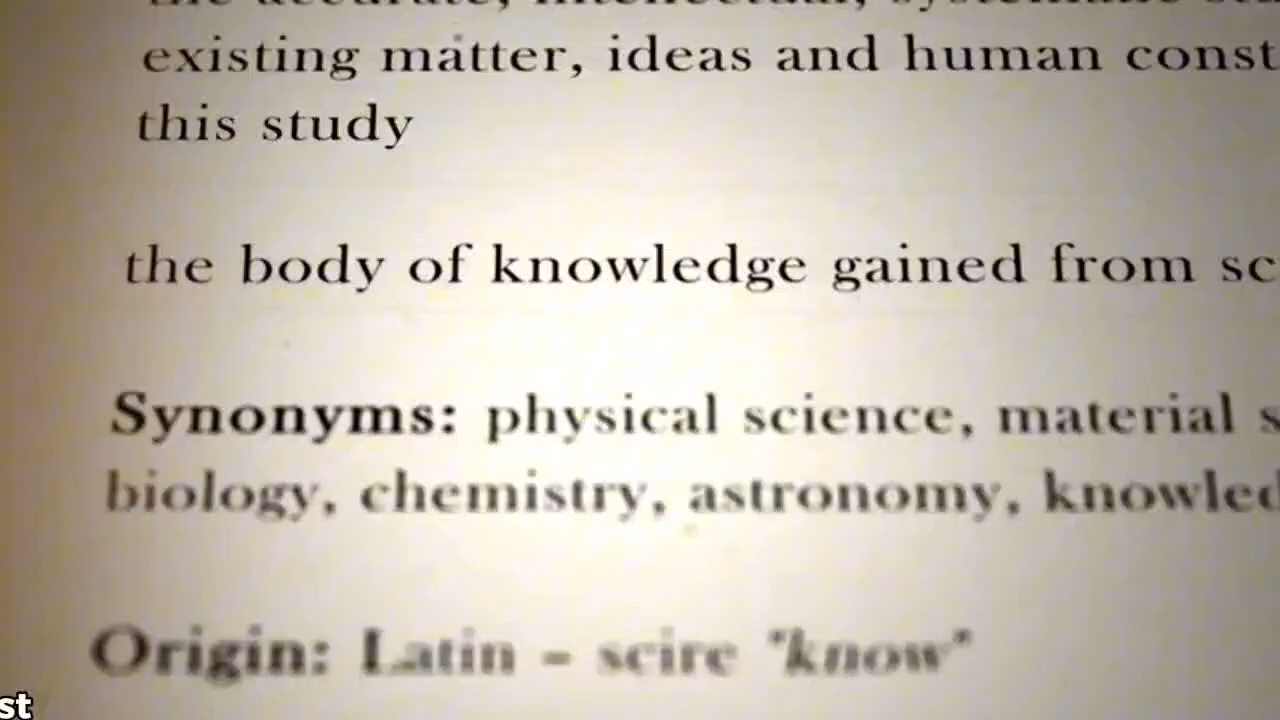 existing matter, ideas and human const
this study
the body of knowledge gained from sc
Synonyms: physical science, material s
biology, chemistry, astronomy, knowled
Origin: Latin - scire "know"
st